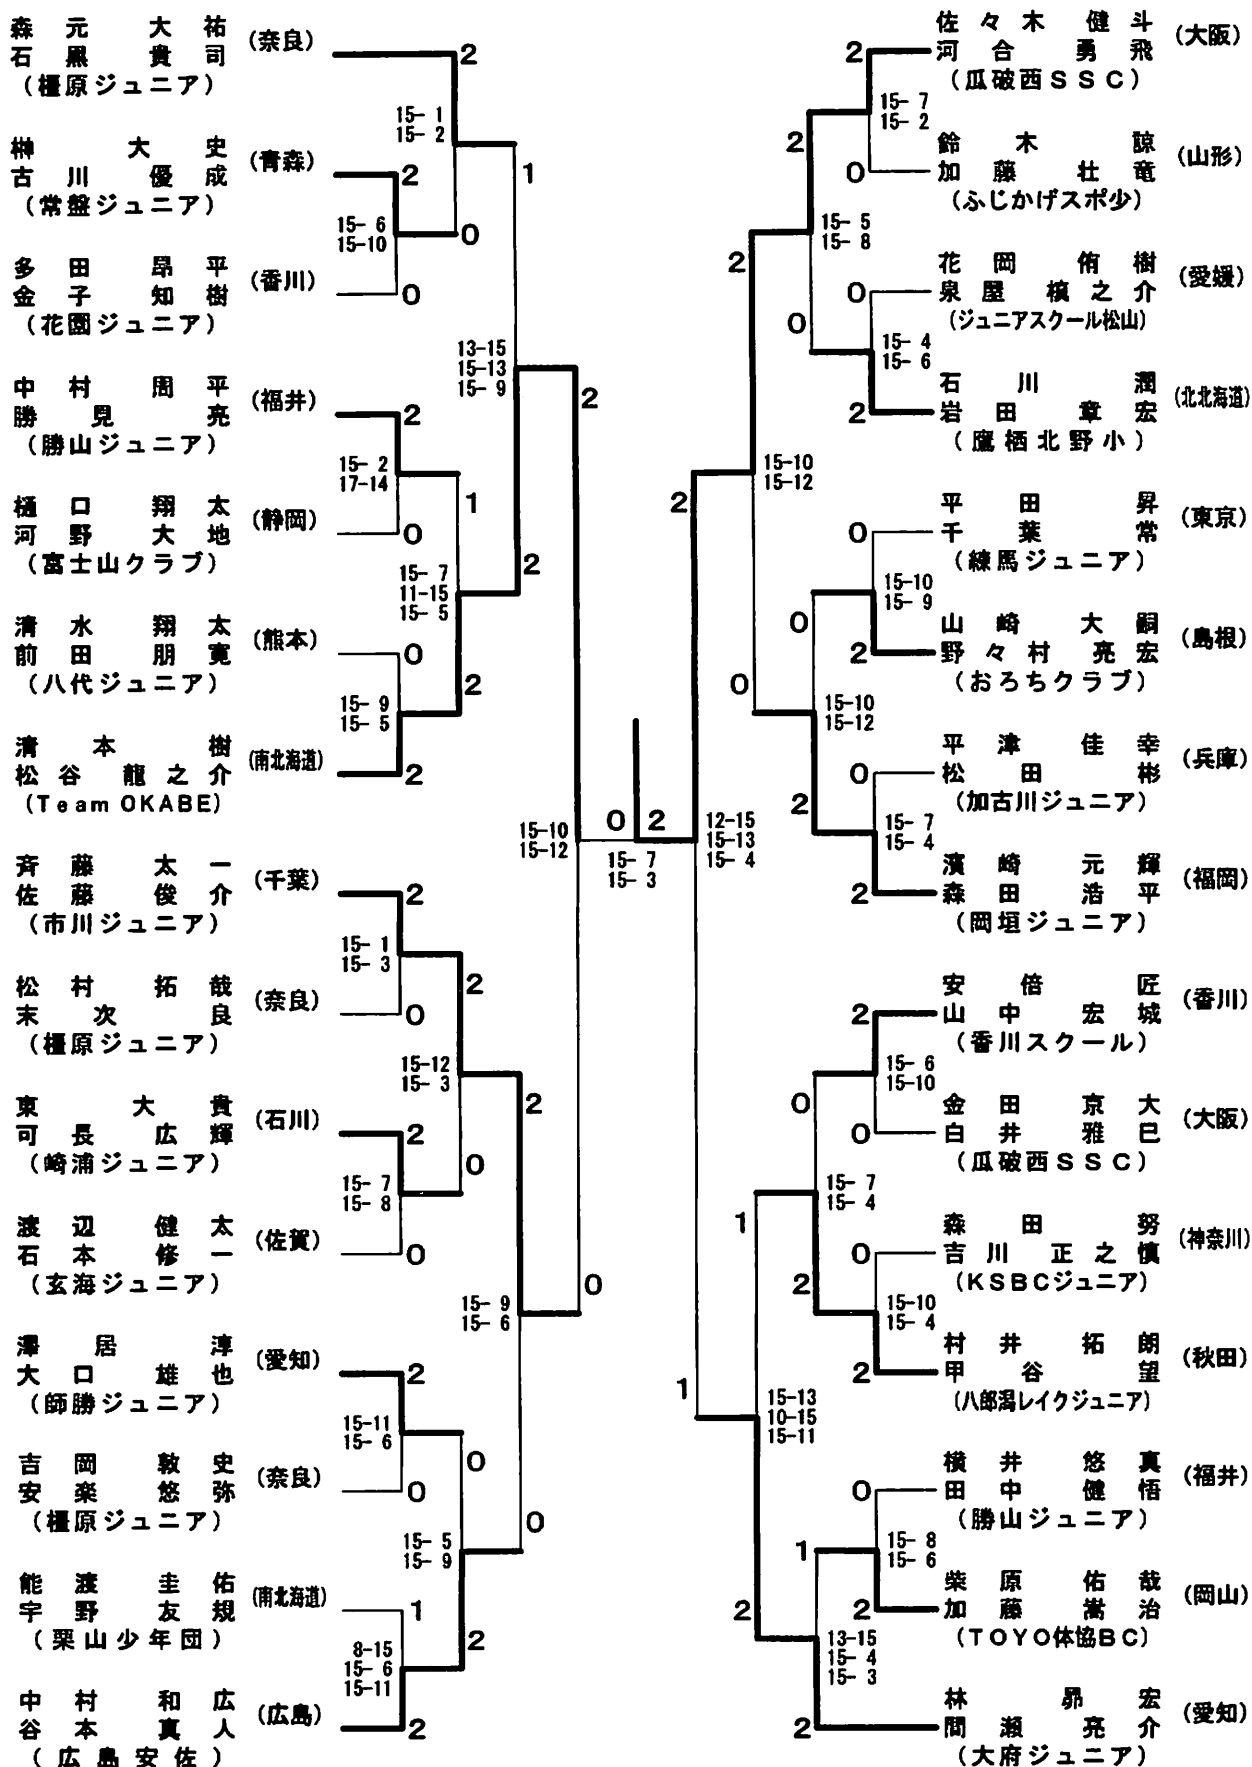 森元大祐 (奈良)
石黒貴司
(橿原ジュニア)
2
15- 1
15- 2
榊大史 (青森)
古川優成
(常盤ジュニア)
2
1
15- 6
15-10
0
多田昂平 (香川)
金子知樹
(花園ジュニア)
0
13-15
15-13
15- 9
2
中村周平 (福井)
勝見亮
(勝山ジュニア)
2
15- 2
17-14
1
樋口翔太 (静岡)
河野大地
(富士山クラブ)
0
15- 7
11-15
15- 5
2
清水翔太 (熊本)
前田朋寛
(八代ジュニア)
0
15- 9
15- 5
2
清本樹 (南北海道)
松谷龍之介
(Team OKABE)
2
15-10
15-12
0 2
15- 7
15- 3
斉藤太一 (千葉)
佐藤俊介
(市川ジュニア)
2
15- 1
15- 3
2
松村拓哉 (奈良)
末次良
(橿原ジュニア)
0
15-12
15- 3
2
東大貴 (石川)
可長広輝
(崎浦ジュニア)
2
0
15- 7
15- 8
渡辺健太 (佐賀)
石本修一
(玄海ジュニア)
0
0
15- 9
15- 6
澤居淳 (愛知)
大口雄也
(師勝ジュニア)
2
15-11
15- 6
0
吉岡敦史 (奈良)
安楽悠弥
(橿原ジュニア)
0
0
15- 5
15- 9
能渡圭佑 (南北海道)
宇野友規
(栗山少年団)
1
2
8-15
15- 6
15-11
中村和広 (広島)
谷本真人
(広島安佐)
2
佐々木健斗 (大阪)
河合勇飛
(瓜破西SSC)
2
15- 7
15- 2
2
鈴木諒 (山形)
加藤壮竜
(ふじかげスポ少)
0
15- 5
15- 8
2
花岡侑樹 (愛媛)
泉屋槙之介
(ジュニアスクール松山)
0
0
15- 4
15- 6
石川潤 (北北海道)
岩田章宏
(鷹栖北野小)
2
15-10
15-12
2
平田昇 (東京)
千葉常
(練馬ジュニア)
0
15-10
15- 9
0
山崎大嗣 (島根)
野々村亮宏
(おろちクラブ)
2
0
15-10
15-12
平津佳幸 (兵庫)
松田彬
(加古川ジュニア)
0
2
15- 7
15- 4
12-15
15-13
15- 4
濱崎元輝 (福岡)
森田浩平
(岡垣ジュニア)
2
安倍匠 (香川)
山中宏城
(香川スクール)
2
15- 6
15-10
0
金田京大 (大阪)
白井雅巳
(瓜破西SSC)
0
15- 7
15- 4
1
森田努 (神奈川)
吉川正之慎
(KSBCジュニア)
0
2
15-10
15- 4
村井拓朗 (秋田)
甲谷望
(八郎潟レイクジュニア)
2
1
15-13
10-15
15-11
横井悠真 (福井)
田中健悟
(勝山ジュニア)
0
15- 8
15- 6
1
柴原佑哉 (岡山)
加藤嵩治
(TOYO体協BC)
2
2
13-15
15- 4
15- 3
林昴宏 (愛知)
間瀬亮介
(大府ジュニア)
2